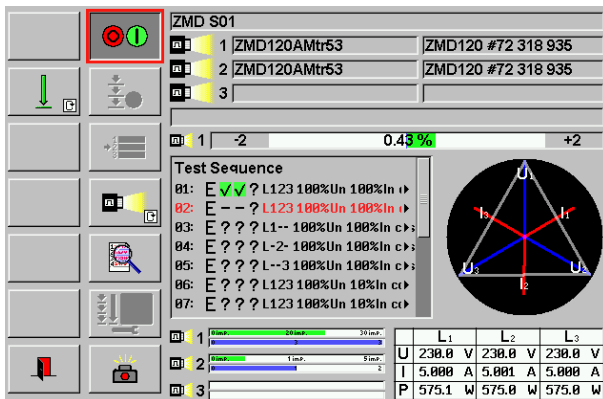 ZMD S01
1 ZMD120AMtr53 ZMD120 #72 318 935
2 ZMD120AMtr53 ZMD120 #72 318 935
3
1 -2 0.43 % +2
Test Sequence
01: E ✓ ✓ ? L123 100%Un 100%In
02: E – – ? L123 100%Un 100%In
03: E ? ? ? L1-- 100%Un 100%In c
04: E ? ? ? L-2- 100%Un 100%In
05: E ? ? ? L--3 100%Un 100%In c
06: E ? ? ? L123 100%Un 10%In
07: E ? ? ? L123 100%Un 10%In cc
U1
I3 I1
U3 U2
I2
1 0imp. 20imp. 30imp.
0 3
2 0imp. 1imp. 5imp.
0 2
3
L1 L2 L3
U 230.0 V 230.0 V 230.0 V
I 5.000 A 5.001 A 5.000 A
P 575.1 W 575.0 W 575.0 W